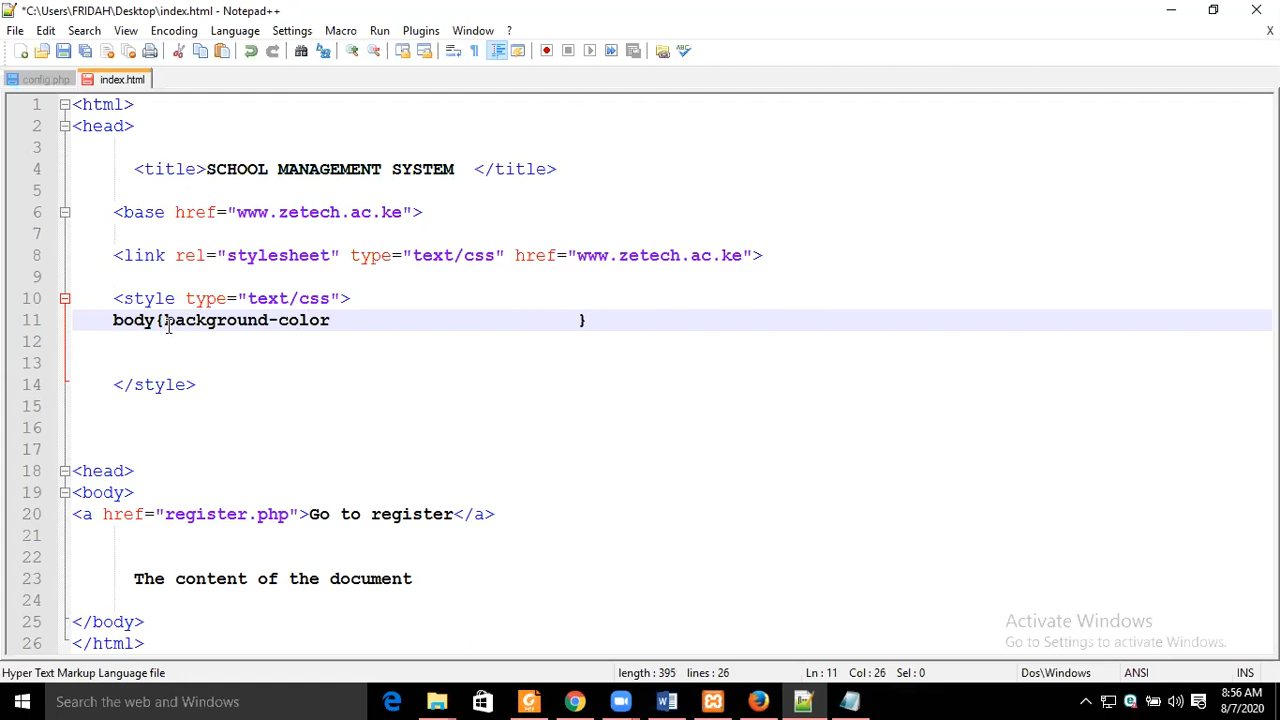 *C:\Users\FRIDAH\Desktop\index.html - Notepad++
File Edit Search View Encoding Language Settings Macro Run Plugins Window ? X
config.php index.html
1 <html>
2 <head>
3
4 <title>SCHOOL MANAGEMENT SYSTEM </title>
5
6 <base href="www.zetech.ac.ke">
7
8 <link rel="stylesheet" type="text/css" href="www.zetech.ac.ke">
9
10 <style type="text/css">
11 body{background-color }
12
13
14 </style>
15
16
17
18 <head>
19 <body>
20 <a href="register.php">Go to register</a>
21
22
23 The content of the document
24
25 </body>
26 </html>
Activate Windows
Go to Settings to activate Windows.
Hyper Text Markup Language file length : 395 lines : 26 Ln : 11 Col : 26 Sel : 0 Dos\Windows ANSI INS
Search the web and Windows
8:56 AM
8/7/2020